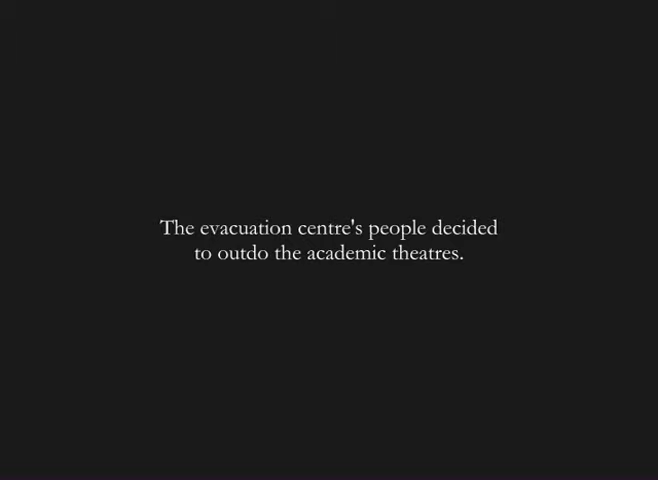 The evacuation centre's people decided
to outdo the academic theatres.